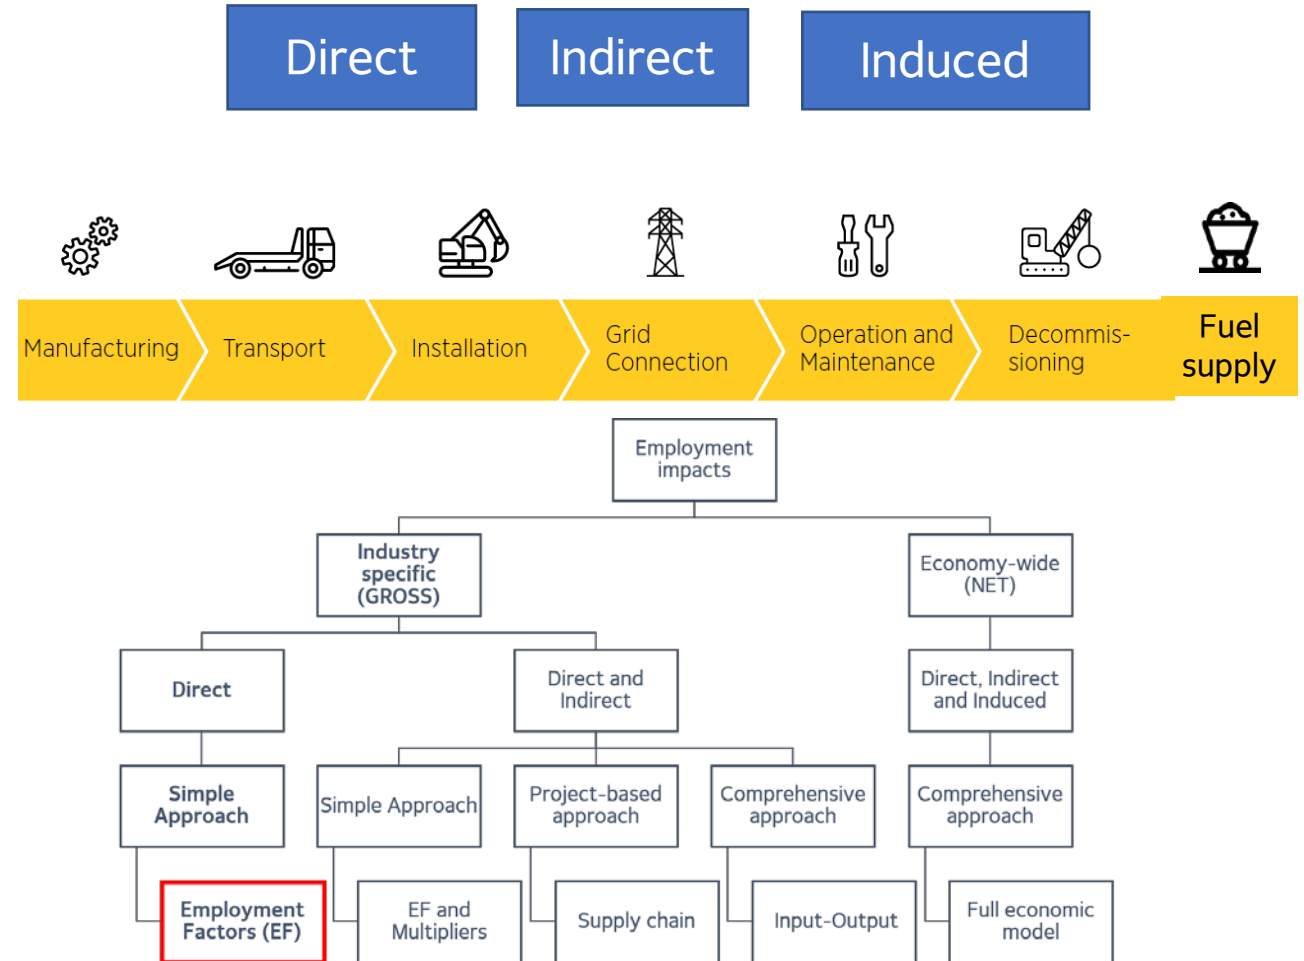 Direct
Indirect
Induced
Manufacturing
Transport
Installation
Grid
Connection
Operation and
Maintenance
Decommis-
sioning
Fuel
supply
Employment
impacts
Industry
specific
(GROSS)
Economy-wide
(NET)
Direct
Direct and
Indirect
Direct, Indirect
and Induced
Simple
Approach
Simple Approach
Project-based
approach
Comprehensive
approach
Comprehensive
approach
Employment
Factors (EF)
EF and
Multipliers
Supply chain
Input-Output
Full economic
model